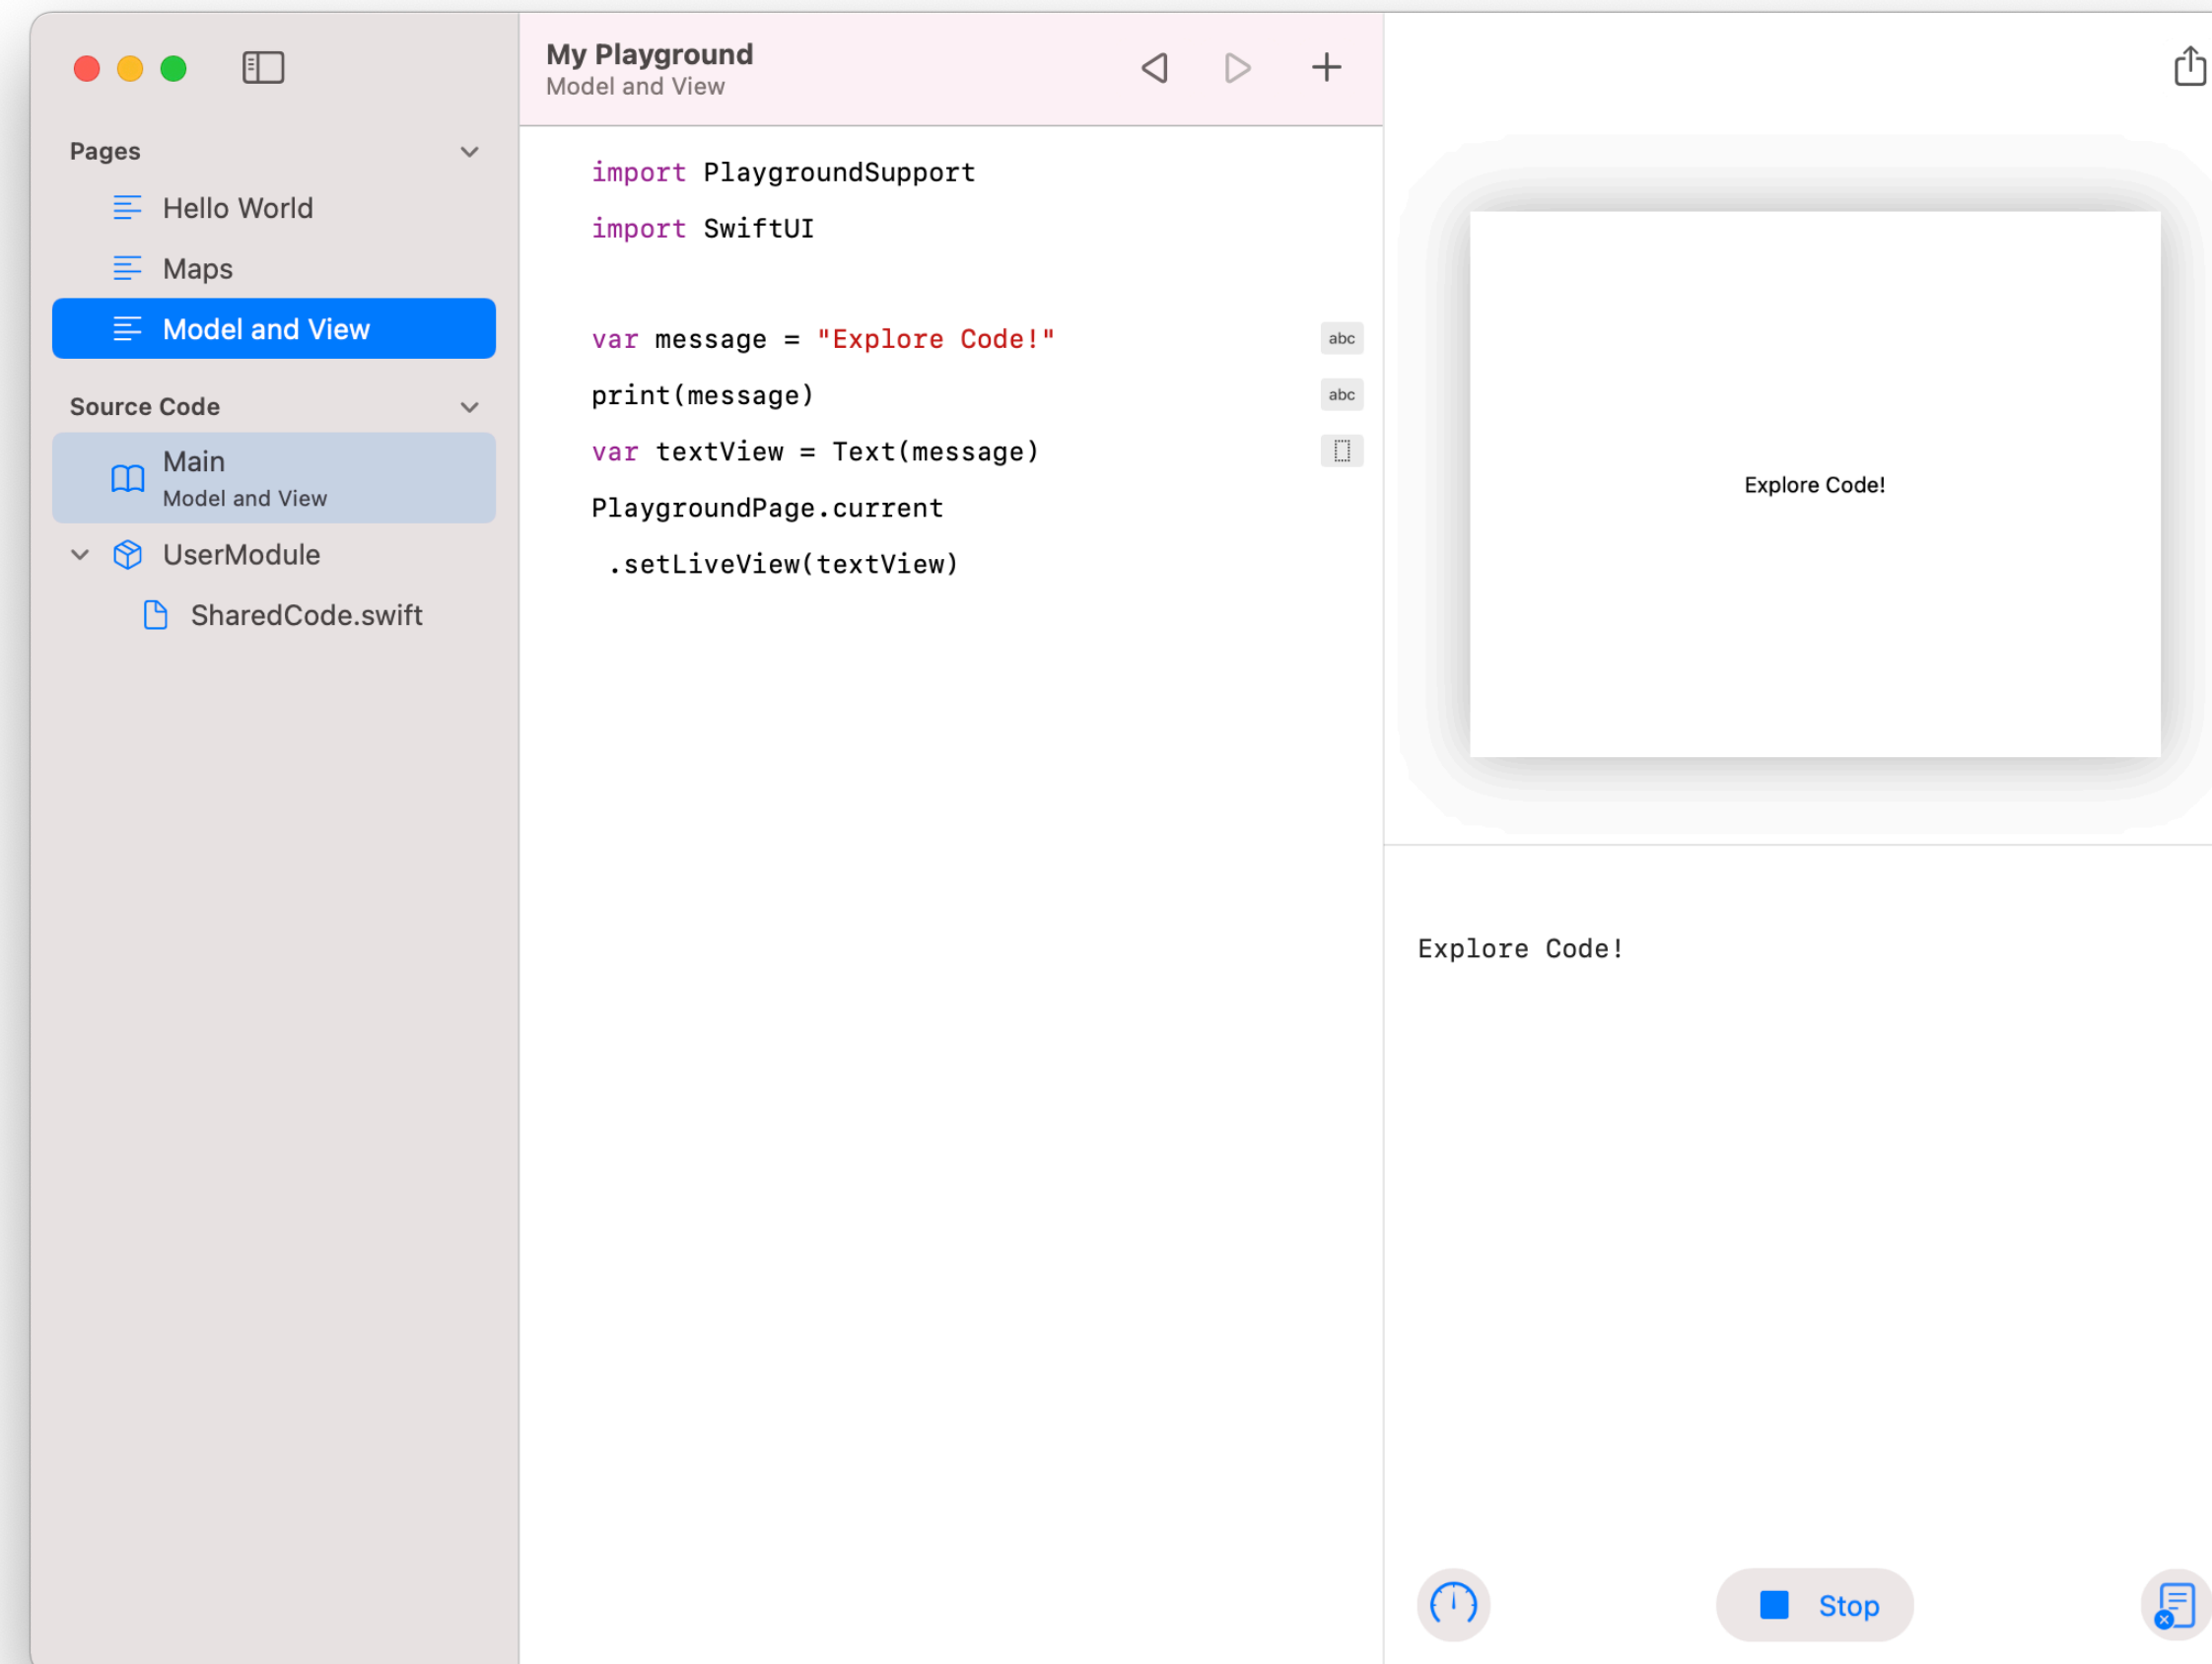 Pages
Hello World
Maps
Model and View
Source Code
Main
Model and View
UserModule
SharedCode.swift
My Playground
Model and View
import PlaygroundSupport
import SwiftUI
var message = "Explore Code!"
abc
print(message)
abc
var textView = Text(message)
PlaygroundPage.current
.setLiveView(textView)
Explore Code!
Explore Code!
Stop